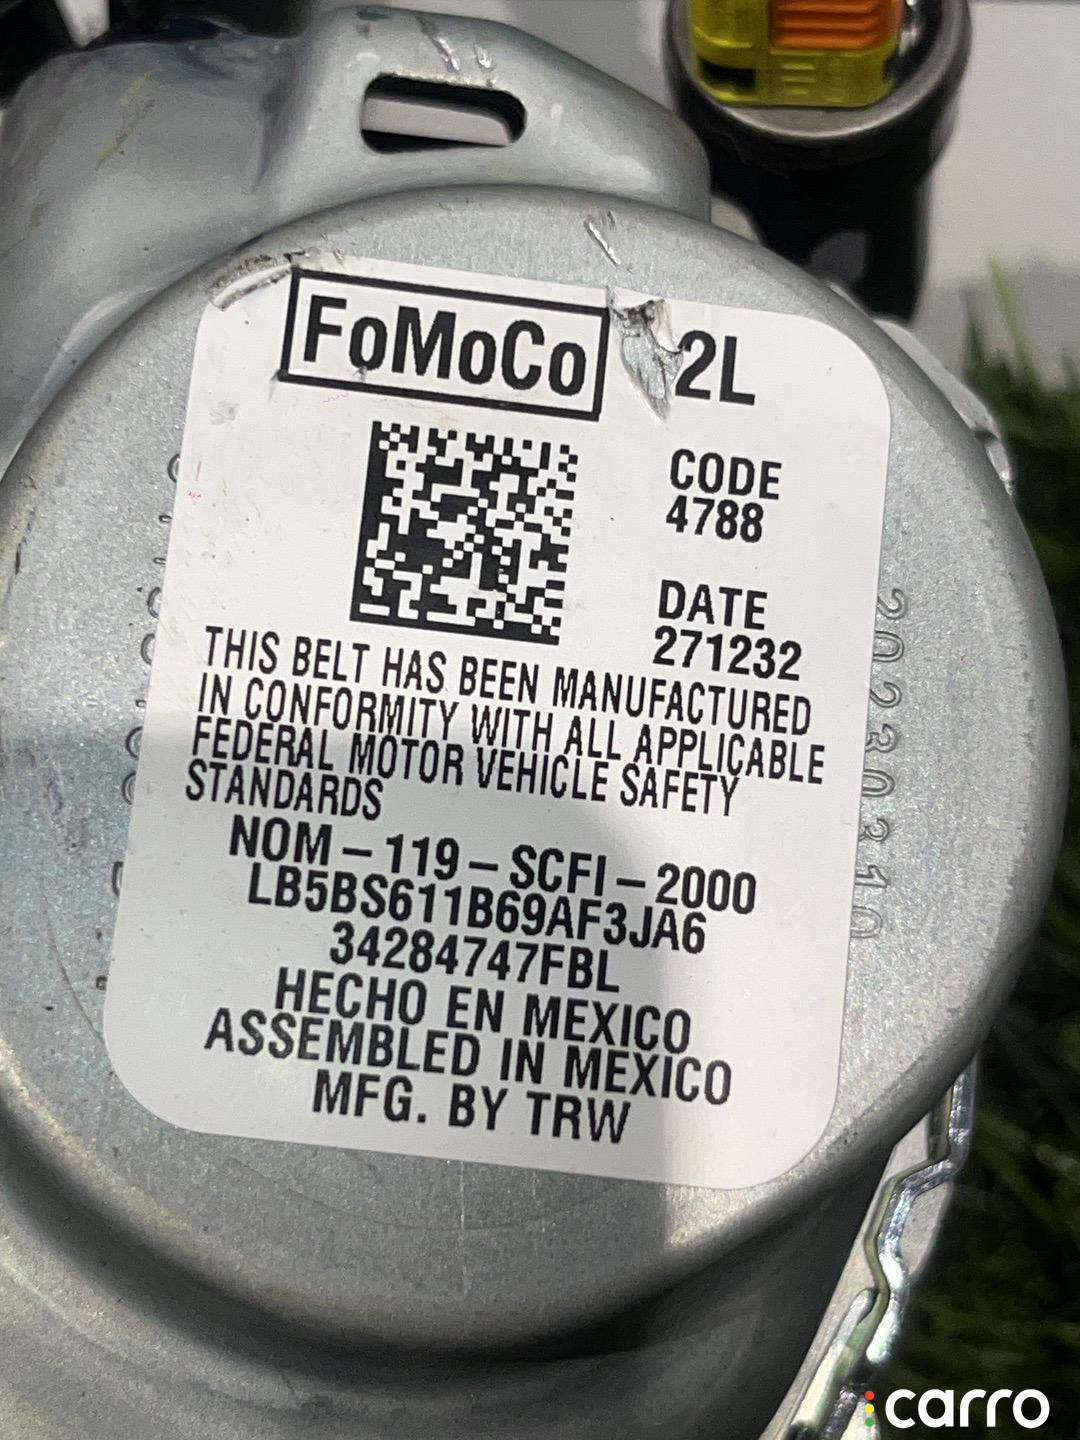 FoMoCo
2L
CODE
4788
DATE
271232
THIS BELT HAS BEEN MANUFACTURED
IN CONFORMITY WITH ALL APPLICABLE
FEDERAL MOTOR VEHICLE SAFETY
STANDARDS
NOM – 119 – SCFI – 2000
LB5BS611B69AF3JA6
34284747FBL
HECHO EN MEXICO
ASSEMBLED IN MEXICO
MFG. BY TRW
20230310
carro